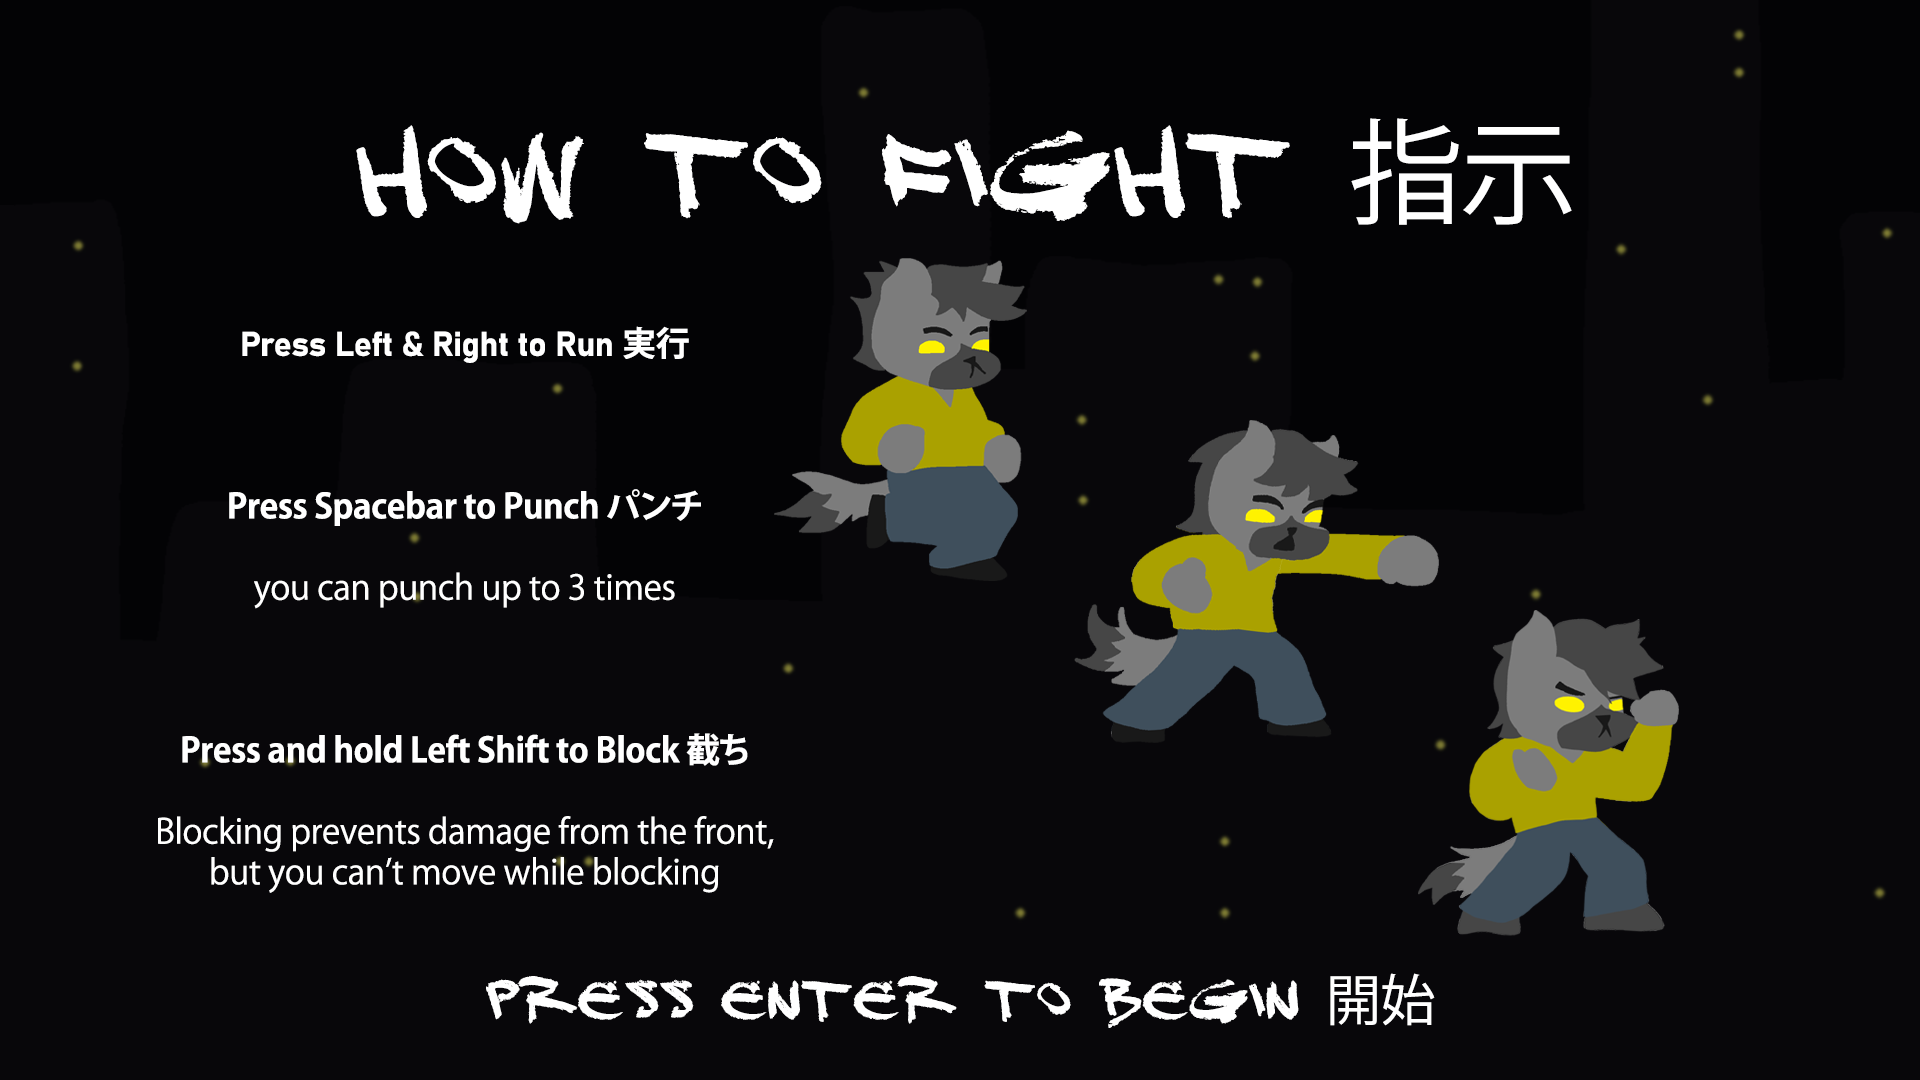 HOW TO FIGHT 指示
Press Left & Right to Run 実行
Press Spacebar to Punch パンチ
you can punch up to 3 times
Press and hold Left Shift to Block 截ち
Blocking prevents damage from the front,
but you can’t move while blocking
PRESS ENTER TO BEGIN 開始